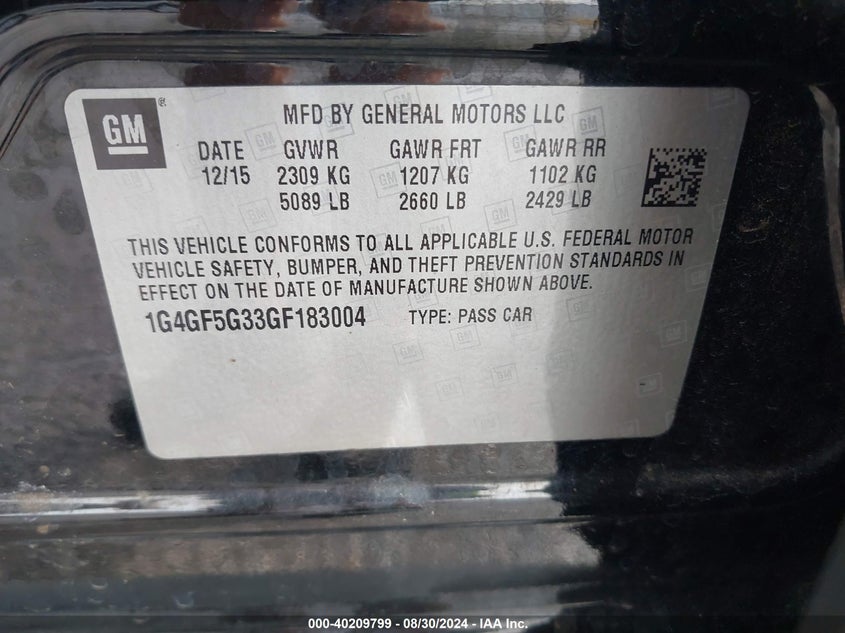 GM ®
MFD BY GENERAL MOTORS LLC
DATE GVWR GAWR FRT GAWR RR
12/15 2309 KG 1207 KG 1102 KG
5089 LB 2660 LB 2429 LB
THIS VEHICLE CONFORMS TO ALL APPLICABLE U.S. FEDERAL MOTOR
VEHICLE SAFETY, BUMPER, AND THEFT PREVENTION STANDARDS IN
EFFECT ON THE DATE OF MANUFACTURE SHOWN ABOVE.
1G4GF5G33GF183004 TYPE: PASS CAR
000-40209799 - 08/30/2024 - IAA Inc.